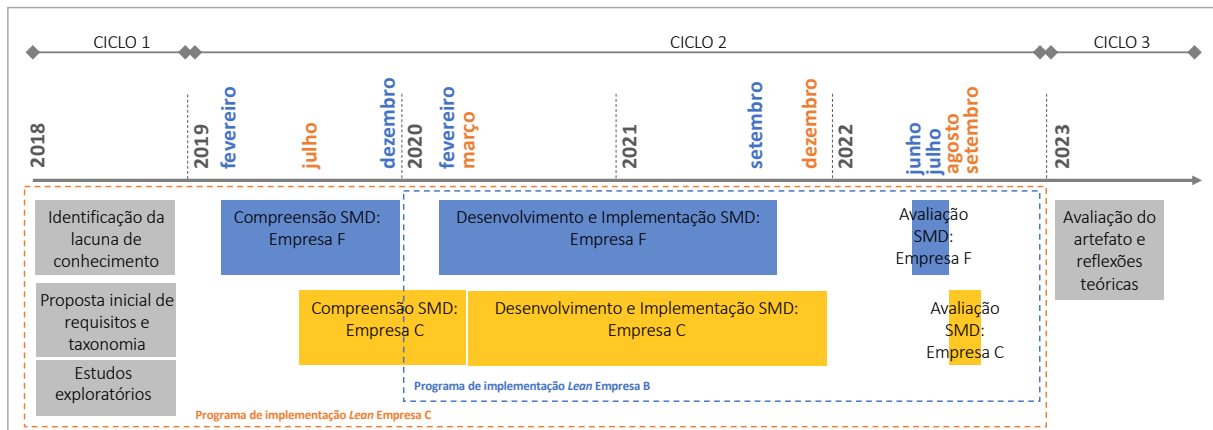 CICLO 1
CICLO 2
CICLO 3
2018
2019
fevereiro
julho
dezembro
2020
fevereiro
março
2021
setembro
dezembro
2022
junho
julho
agosto
setembro
2023
Identificação da
lacuna de
conhecimento
Compreensão SMD:
Empresa F
Desenvolvimento e Implementação SMD:
Empresa F
Avaliação
SMD:
Empresa F
Avaliação do
artefato e
reflexões
teóricas
Proposta inicial de
requisitos e
taxonomia
Compreensão SMD:
Empresa C
Desenvolvimento e Implementação SMD:
Empresa C
Avaliação
SMD:
Empresa C
Estudos
exploratórios
Programa de implementação Lean Empresa B
Programa de implementação Lean Empresa C